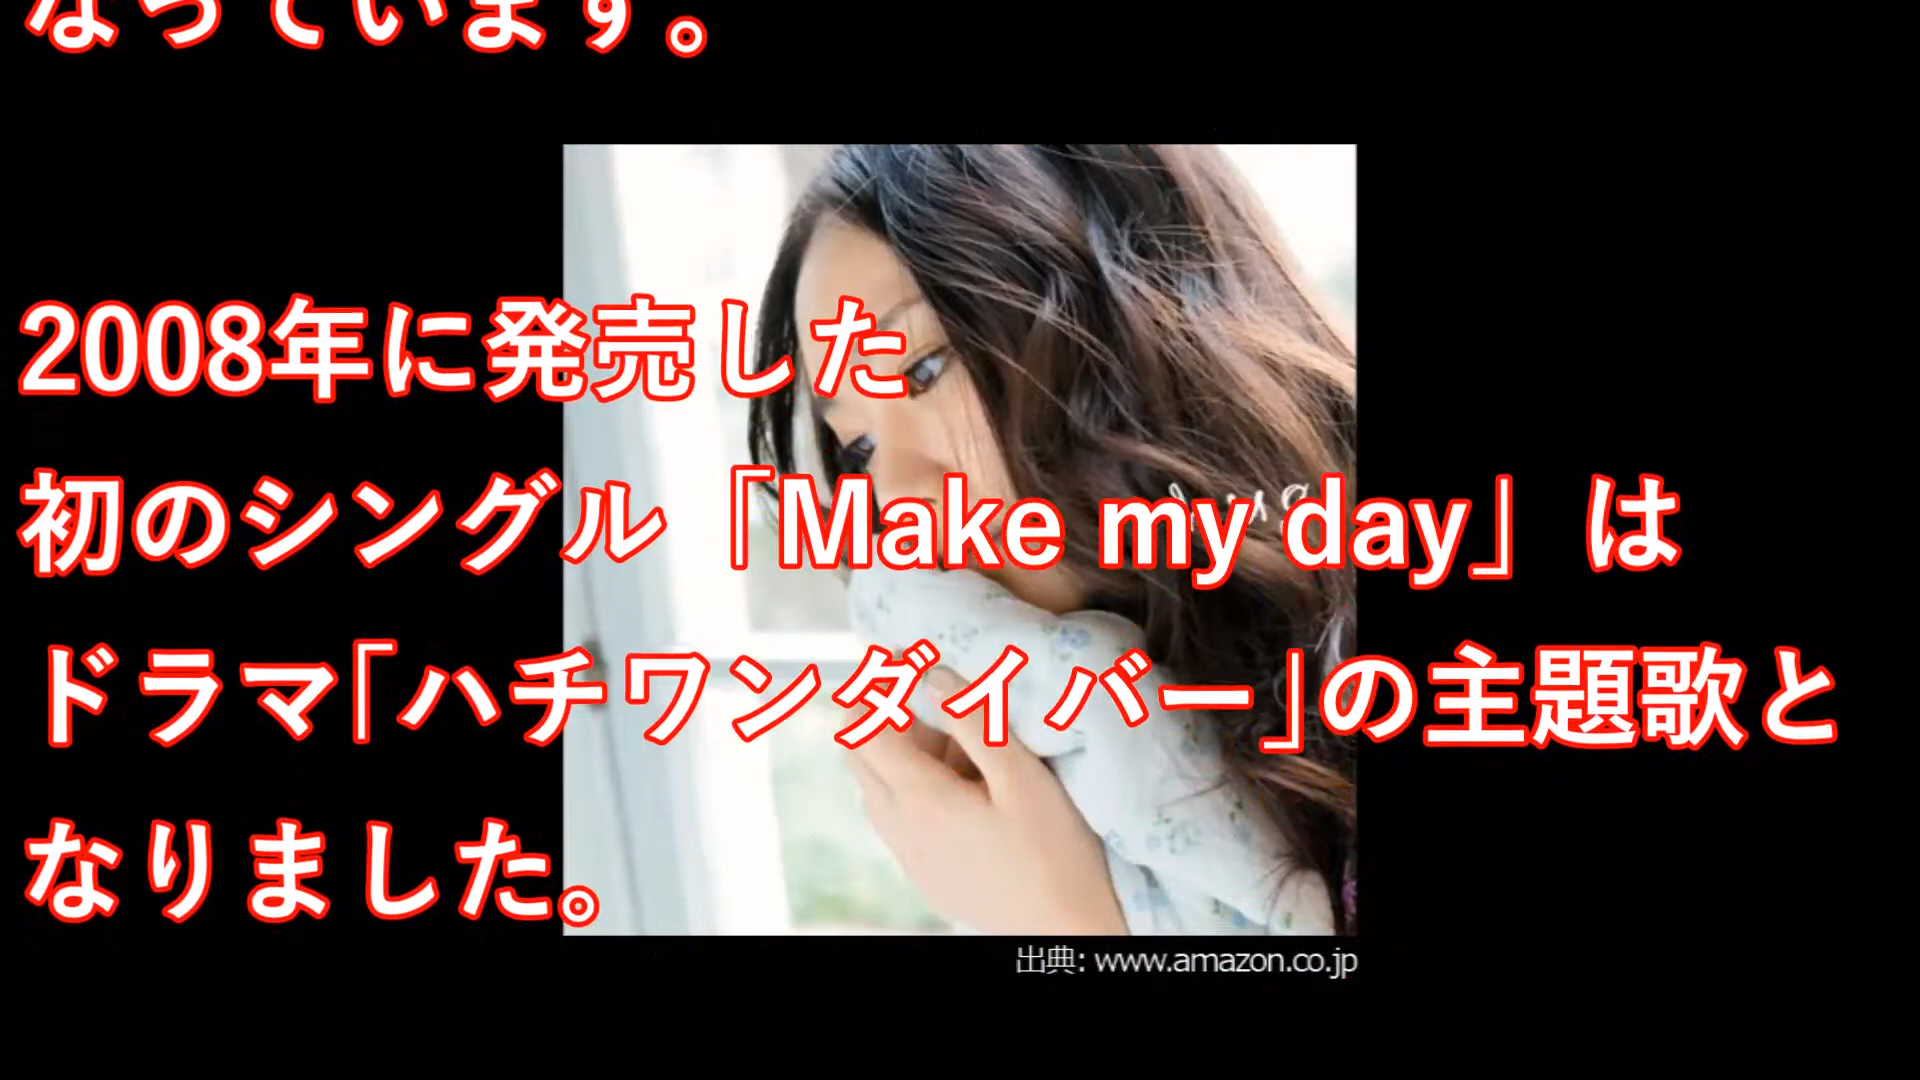 なっています。
2008年に発売した
初のシングル「Make my day」は
ドラマ｢ハチワンダイバー｣の主題歌と
なりました。
出典: www.amazon.co.jp